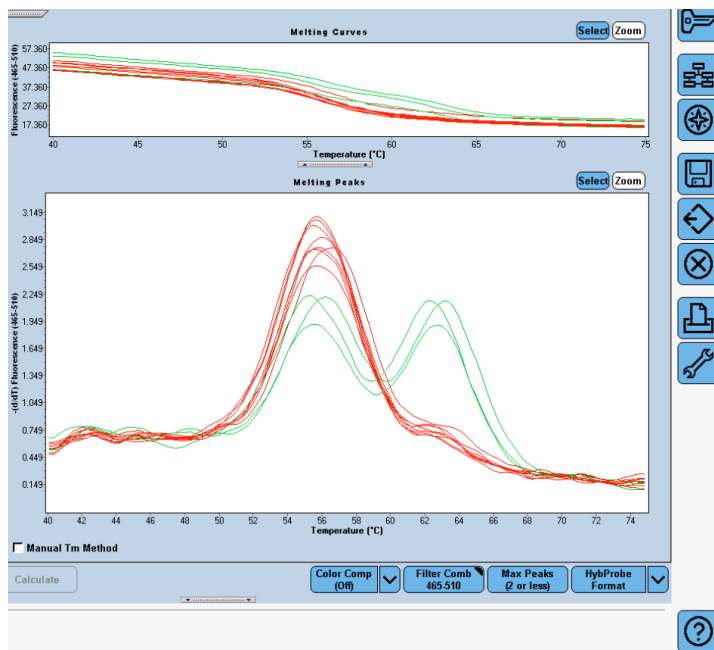 Melting Curves
Select Zoom
Fluorescence (465-510)
57.360
47.360
37.360
27.360
17.360
40 45 50 55 60 65 70 75
Temperature (°C)
Melting Peaks
Select Zoom
-(d/dT) Fluorescence (465-510)
3.149
2.849
2.549
2.249
1.949
1.649
1.349
1.049
0.749
0.449
0.149
40 42 44 46 48 50 52 54 56 58 60 62 64 66 68 70 72 74
Temperature (°C)
Manual Tm Method
Calculate
Color Comp
(Off)
Filter Comb
465-510
Max Peaks
(2 or less)
HybProbe
Format
?